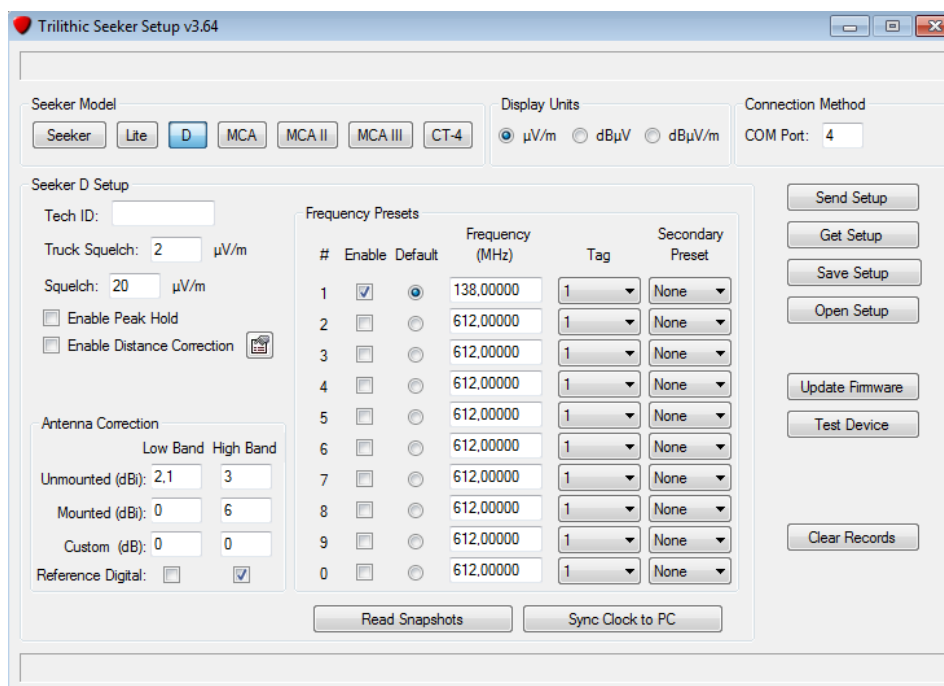 Trilithic Seeker Setup v3.64
Seeker Model
Seeker Lite D MCA MCA II MCA III CT-4
Display Units
µV/m dBµV dBµV/m
Connection Method
COM Port: 4
Seeker D Setup
Tech ID:
Truck Squelch: 2 µV/m
Squelch: 20 µV/m
Enable Peak Hold
Enable Distance Correction
Antenna Correction
Low Band High Band
Unmounted (dBi): 2,1 3
Mounted (dBi): 0 6
Custom (dB): 0 0
Reference Digital:
Frequency Presets
# Enable Default Frequency (MHz) Tag Secondary Preset
1 138,00000 1 None
2 612,00000 1 None
3 612,00000 1 None
4 612,00000 1 None
5 612,00000 1 None
6 612,00000 1 None
7 612,00000 1 None
8 612,00000 1 None
9 612,00000 1 None
0 612,00000 1 None
Read Snapshots Sync Clock to PC
Send Setup
Get Setup
Save Setup
Open Setup
Update Firmware
Test Device
Clear Records